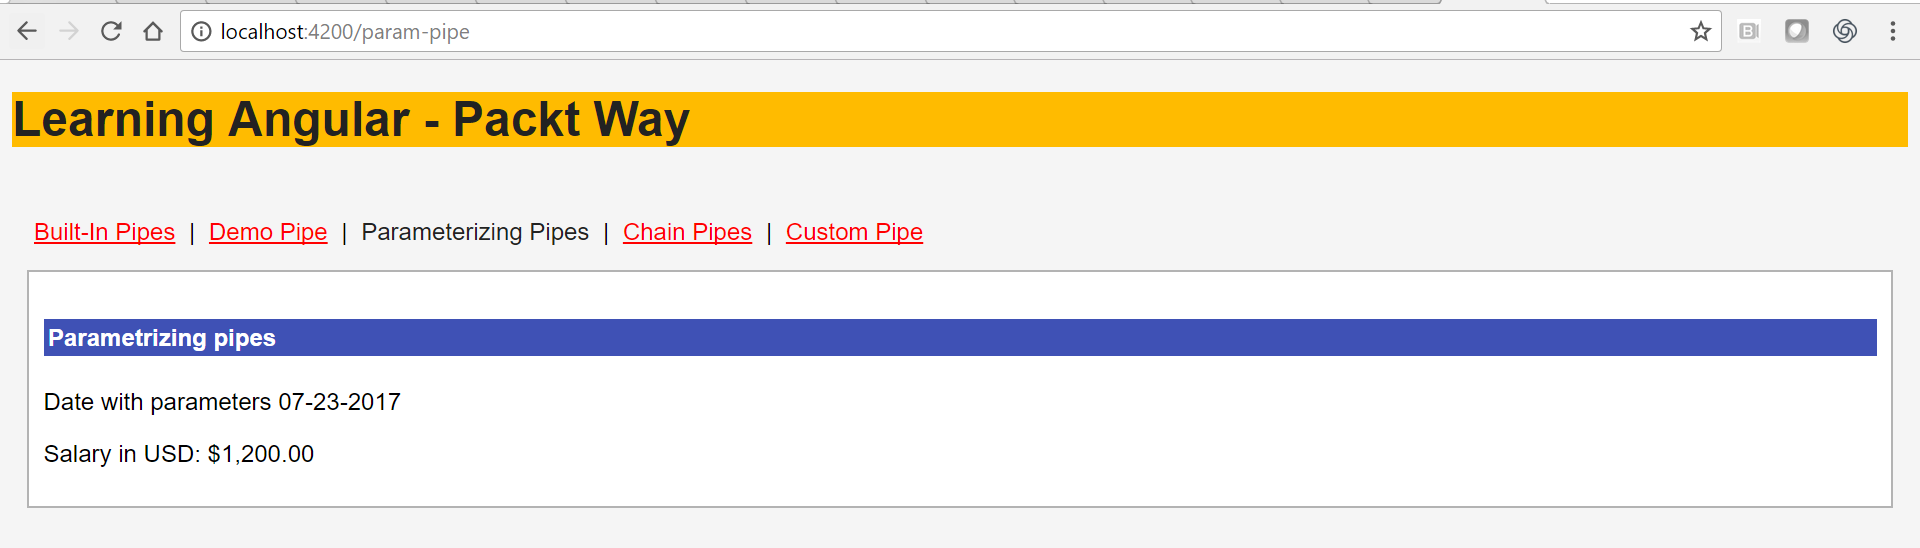 localhost:4200/param-pipe
Learning Angular - Packt Way
Built-In Pipes | Demo Pipe | Parameterizing Pipes | Chain Pipes | Custom Pipe
Parametrizing pipes
Date with parameters 07-23-2017
Salary in USD: $1,200.00